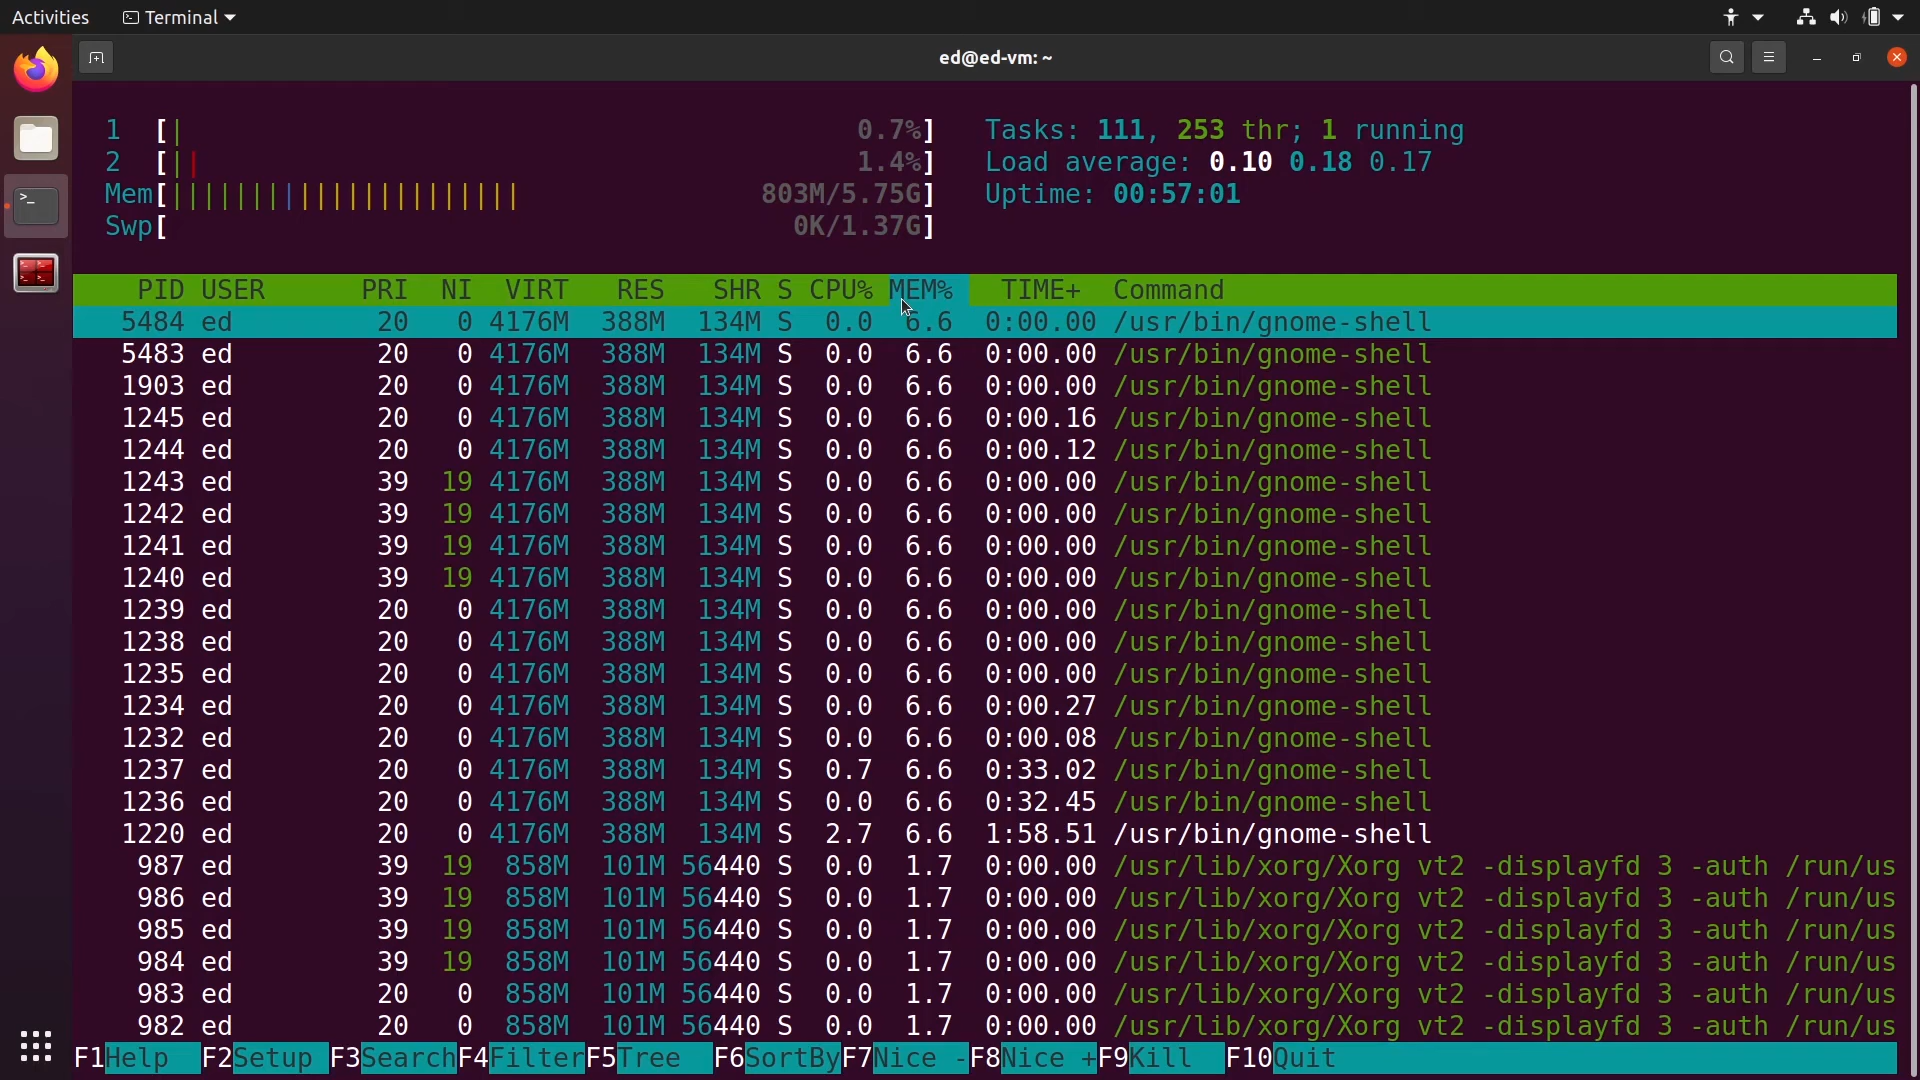 Activities Terminal
ed@ed-vm: ~
1 [|| 0.7%] Tasks: 111, 253 thr; 1 running
2 [|| 1.4%] Load average: 0.10 0.18 0.17
Mem[|||||||||||||||||||||| 803M/5.75G] Uptime: 00:57:01
Swp[ 0K/1.37G]
PID USER PRI NI VIRT RES SHR S CPU% MEM% TIME+ Command
5484 ed 20 0 4176M 388M 134M S 0.0 6.6 0:00.00 /usr/bin/gnome-shell
5483 ed 20 0 4176M 388M 134M S 0.0 6.6 0:00.00 /usr/bin/gnome-shell
1903 ed 20 0 4176M 388M 134M S 0.0 6.6 0:00.00 /usr/bin/gnome-shell
1245 ed 20 0 4176M 388M 134M S 0.0 6.6 0:00.16 /usr/bin/gnome-shell
1244 ed 20 0 4176M 388M 134M S 0.0 6.6 0:00.12 /usr/bin/gnome-shell
1243 ed 39 19 4176M 388M 134M S 0.0 6.6 0:00.00 /usr/bin/gnome-shell
1242 ed 39 19 4176M 388M 134M S 0.0 6.6 0:00.00 /usr/bin/gnome-shell
1241 ed 39 19 4176M 388M 134M S 0.0 6.6 0:00.00 /usr/bin/gnome-shell
1240 ed 39 19 4176M 388M 134M S 0.0 6.6 0:00.00 /usr/bin/gnome-shell
1239 ed 20 0 4176M 388M 134M S 0.0 6.6 0:00.00 /usr/bin/gnome-shell
1238 ed 20 0 4176M 388M 134M S 0.0 6.6 0:00.00 /usr/bin/gnome-shell
1235 ed 20 0 4176M 388M 134M S 0.0 6.6 0:00.00 /usr/bin/gnome-shell
1234 ed 20 0 4176M 388M 134M S 0.0 6.6 0:00.27 /usr/bin/gnome-shell
1232 ed 20 0 4176M 388M 134M S 0.0 6.6 0:00.08 /usr/bin/gnome-shell
1237 ed 20 0 4176M 388M 134M S 0.7 6.6 0:33.02 /usr/bin/gnome-shell
1236 ed 20 0 4176M 388M 134M S 0.0 6.6 0:32.45 /usr/bin/gnome-shell
1220 ed 20 0 4176M 388M 134M S 2.7 6.6 1:58.51 /usr/bin/gnome-shell
987 ed 39 19 858M 101M 56440 S 0.0 1.7 0:00.00 /usr/lib/xorg/Xorg vt2 -displayfd 3 -auth /run/us
986 ed 39 19 858M 101M 56440 S 0.0 1.7 0:00.00 /usr/lib/xorg/Xorg vt2 -displayfd 3 -auth /run/us
985 ed 39 19 858M 101M 56440 S 0.0 1.7 0:00.00 /usr/lib/xorg/Xorg vt2 -displayfd 3 -auth /run/us
984 ed 39 19 858M 101M 56440 S 0.0 1.7 0:00.00 /usr/lib/xorg/Xorg vt2 -displayfd 3 -auth /run/us
983 ed 20 0 858M 101M 56440 S 0.0 1.7 0:00.00 /usr/lib/xorg/Xorg vt2 -displayfd 3 -auth /run/us
982 ed 20 0 858M 101M 56440 S 0.0 1.7 0:00.00 /usr/lib/xorg/Xorg vt2 -displayfd 3 -auth /run/us
F1Help F2Setup F3SearchF4FilterF5Tree F6SortByF7Nice -F8Nice +F9Kill F10Quit